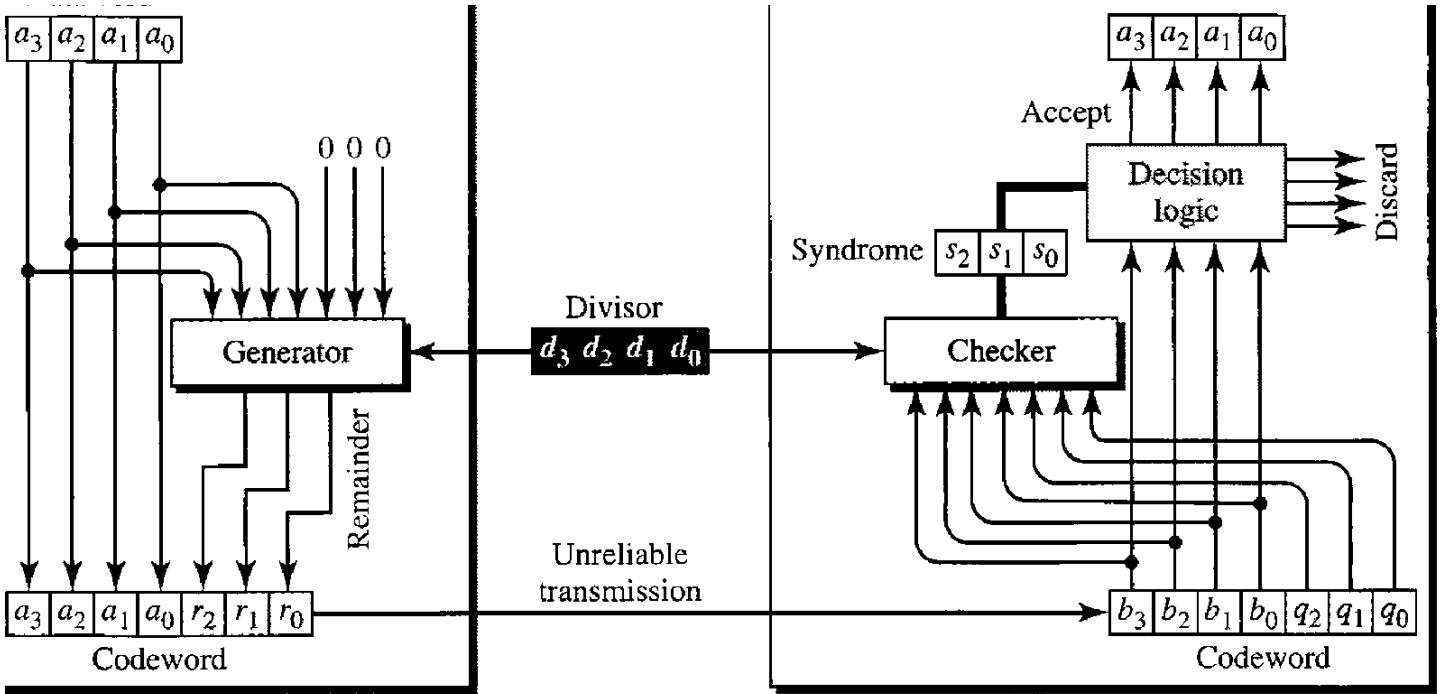 a3 a2 a1 a0
0 0 0
Generator
Remainder
a3 a2 a1 a0 r2 r1 r0
Codeword
Divisor
d3 d2 d1 d0
Unreliable
transmission
a3 a2 a1 a0
Accept
Decision
logic
Discard
Syndrome s2 s1 s0
Checker
b3 b2 b1 b0 q2 q1 q0
Codeword